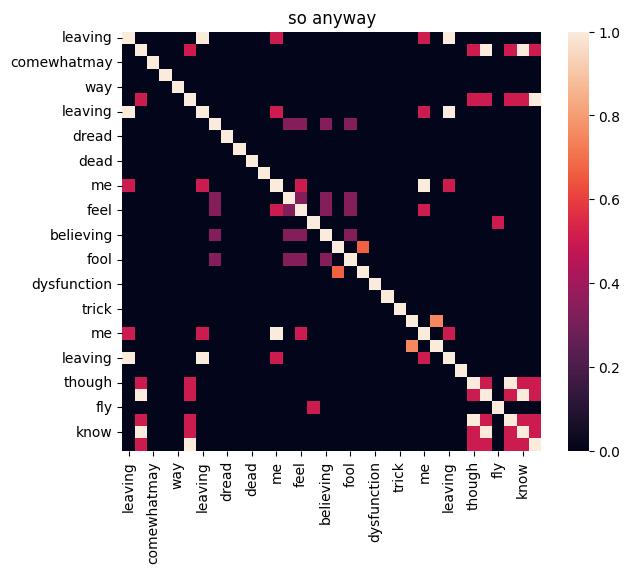 so anyway
leaving
comewhatmay
way
leaving
dread
dead
me
feel
believing
fool
dysfunction
trick
me
leaving
though
fly
know
1.0
0.8
0.6
0.4
0.2
0.0
leaving
comewhatmay
way
leaving
dread
dead
me
feel
believing
fool
dysfunction
trick
me
leaving
though
fly
know